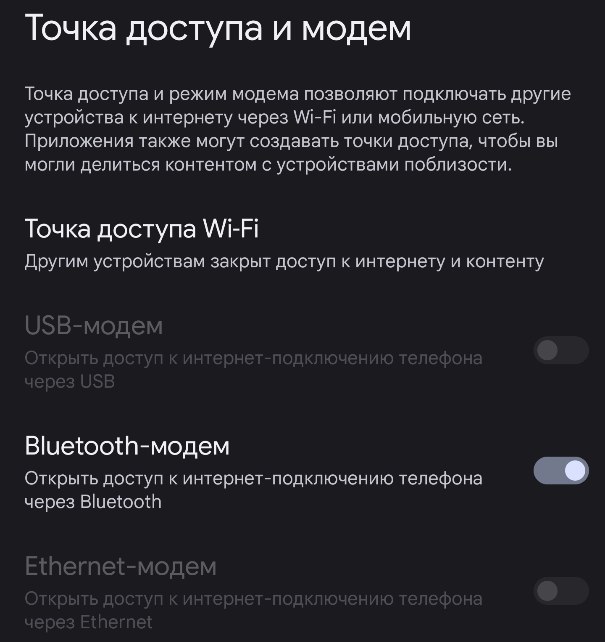 Точка доступа и модем
Точка доступа и режим модема позволяют подключать другие
устройства к интернету через Wi-Fi или мобильную сеть.
Приложения также могут создавать точки доступа, чтобы вы
могли делиться контентом с устройствами поблизости.
Точка доступа Wi-Fi
Другим устройствам закрыт доступ к интернету и контенту
USB-модем
Открыть доступ к интернет-подключению телефона
через USB
Bluetooth-модем
Открыть доступ к интернет-подключению телефона
через Bluetooth
Ethernet-модем
Открыть доступ к интернет-подключению телефона
через Ethernet